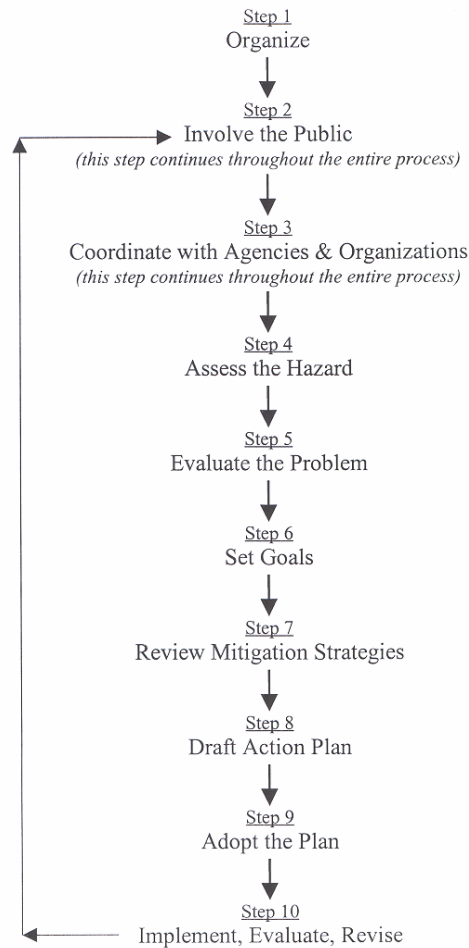 Step 1
Organize
Step 2
Involve the Public
(this step continues throughout the entire process)
Step 3
Coordinate with Agencies & Organizations
(this step continues throughout the entire process)
Step 4
Assess the Hazard
Step 5
Evaluate the Problem
Step 6
Set Goals
Step 7
Review Mitigation Strategies
Step 8
Draft Action Plan
Step 9
Adopt the Plan
Step 10
Implement, Evaluate, Revise